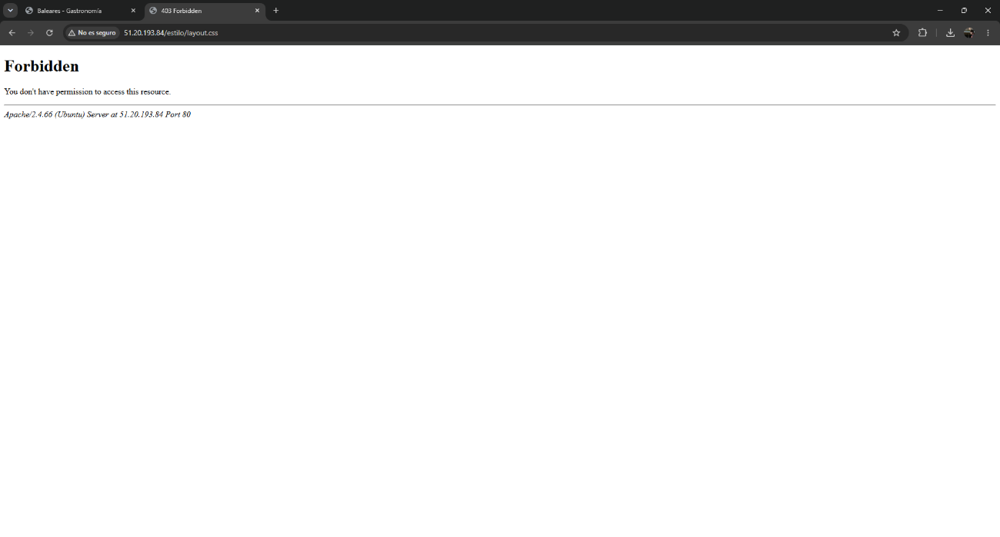 Baleares - Gastronomía
403 Forbidden
No es seguro
51.20.193.84/estilo/layout.css
Forbidden
You don't have permission to access this resource.
Apache/2.4.66 (Ubuntu) Server at 51.20.193.84 Port 80